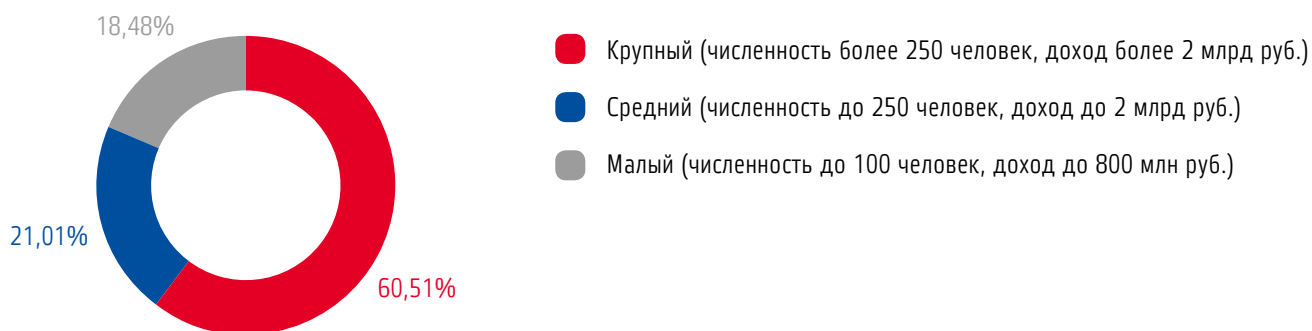 18,48%
Крупный (численность более 250 человек, доход более 2 млрд руб.)
Средний (численность до 250 человек, доход до 2 млрд руб.)
Малый (численность до 100 человек, доход до 800 млн руб.)
21,01%
60,51%